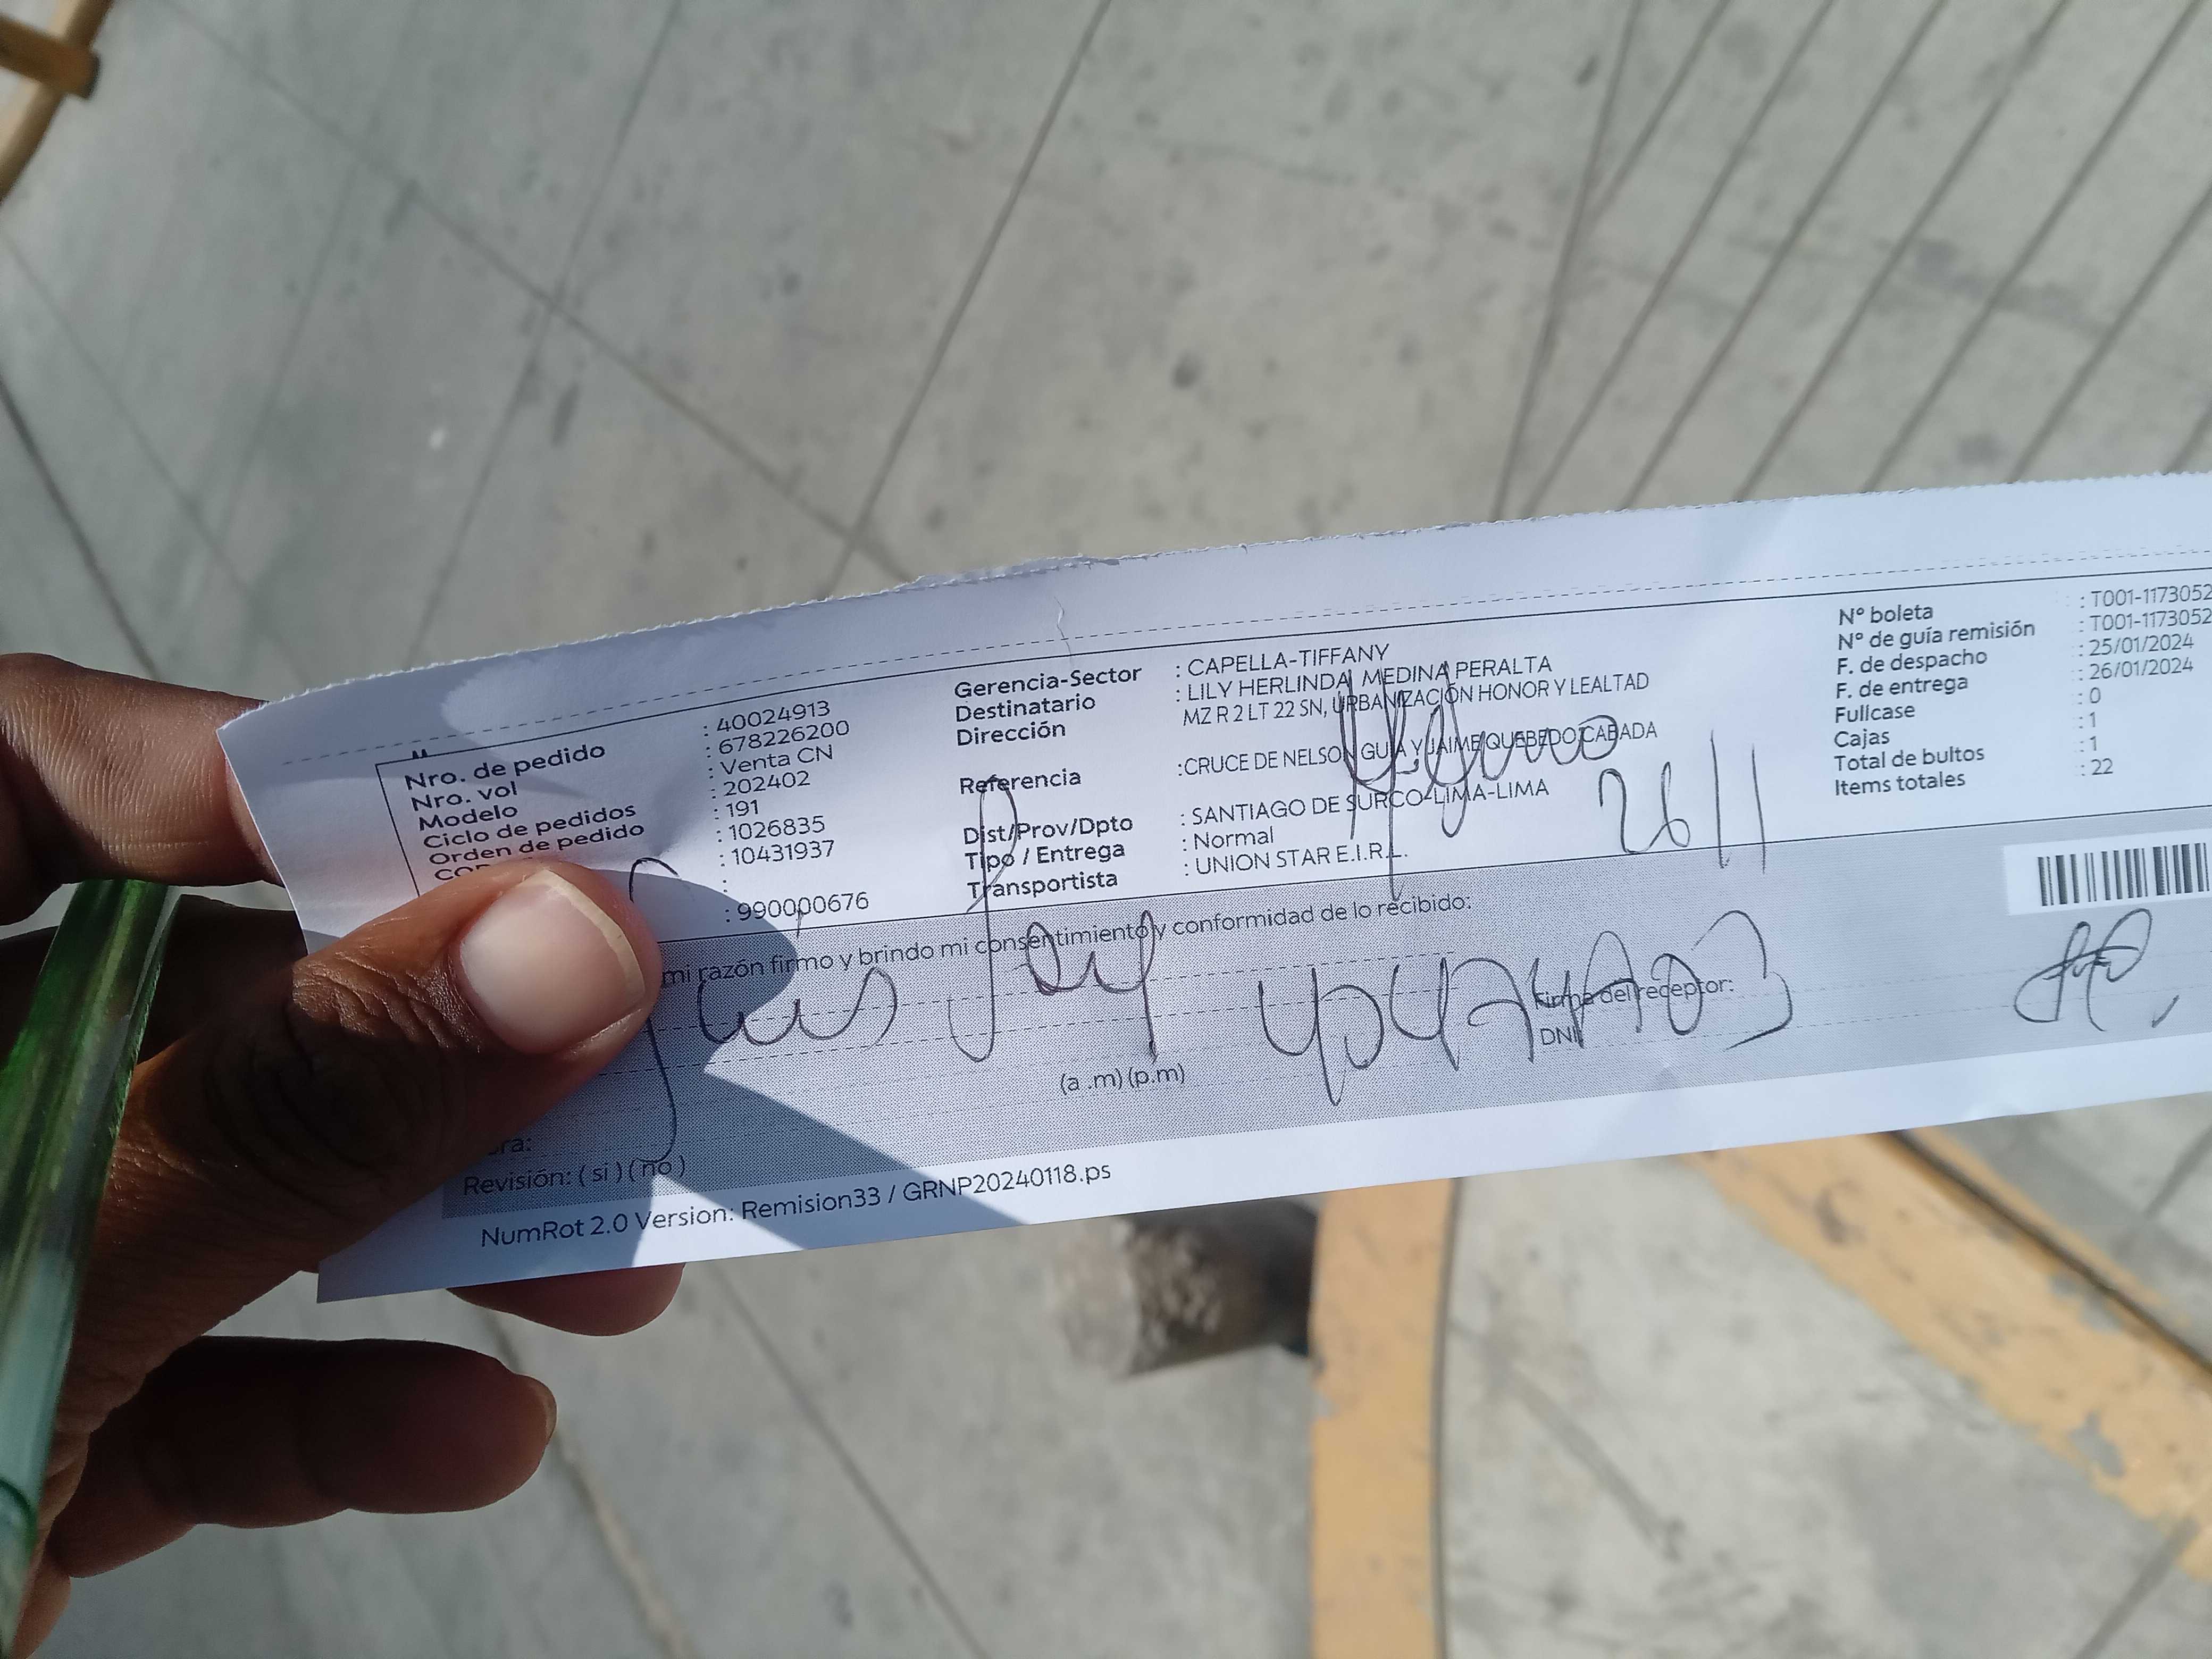 Nro. de pedido : 40024913
Nro. vol : 678226200
Modelo : Venta CN
Ciclo de pedidos : 202402
Orden de pedido : 191
: 1026835
: 10431937
:
: 990000676
Gerencia-Sector : CAPELLA-TIFFANY
Destinatario : LILY HERLINDA MEDINA PERALTA
Dirección MZ R 2 LT 22 SN, URBANIZACIÓN HONOR Y LEALTAD
Referencia :CRUCE DE NELSON GUIA Y JAIME QUEBEDO CABADA
Dist/Prov/Dpto : SANTIAGO DE SURCO-LIMA-LIMA
Tipo / Entrega : Normal
Transportista : UNION STAR E.I.R.L.
26/1
Nº boleta : T001-1173052
Nº de guía remisión : T001-1173052
F. de despacho : 25/01/2024
F. de entrega : 26/01/2024
Fullcase : 0
Cajas : 1
Total de bultos : 1
Items totales : 22
mi razón firmo y brindo mi consentimiento y conformidad de lo recibido:
Firma del receptor:
DNI
(a .m) (p.m)
Revisión: ( si ) ( no )
NumRot 2.0 Version: Remision33 / GRNP20240118.ps